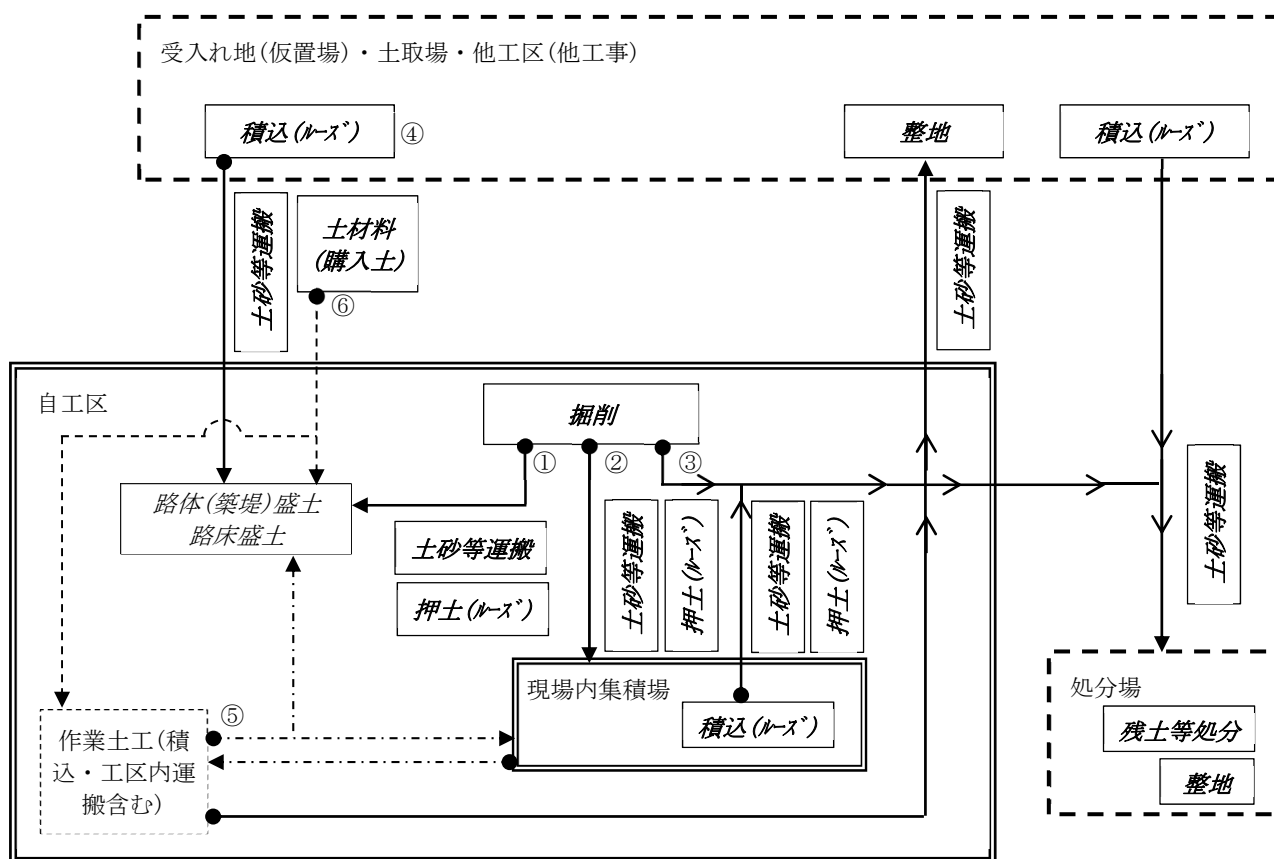 受入れ地(仮置場)・土取場・他工区(他工事)
積込(ﾙｰｽﾞ)
④
整地
積込(ﾙｰｽﾞ)
土砂等運搬
土材料
(購入土)
⑥
土砂等運搬
自工区
掘削
①
②
③
路体(築堤)盛土
路床盛土
土砂等運搬
押土(ﾙｰｽﾞ)
土砂等運搬
押土(ﾙｰｽﾞ)
土砂等運搬
押土(ﾙｰｽﾞ)
土砂等運搬
現場内集積場
積込(ﾙｰｽﾞ)
⑤
作業土工(積
込・工区内運
搬含む)
処分場
残土等処分
整地